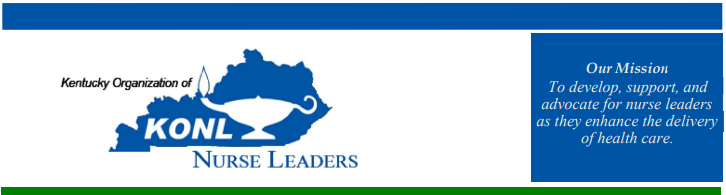 Kentucky Organization of
KONL
NURSE LEADERS
Our Mission
To develop, support, and
advocate for nurse leaders
as they enhance the delivery
of health care.